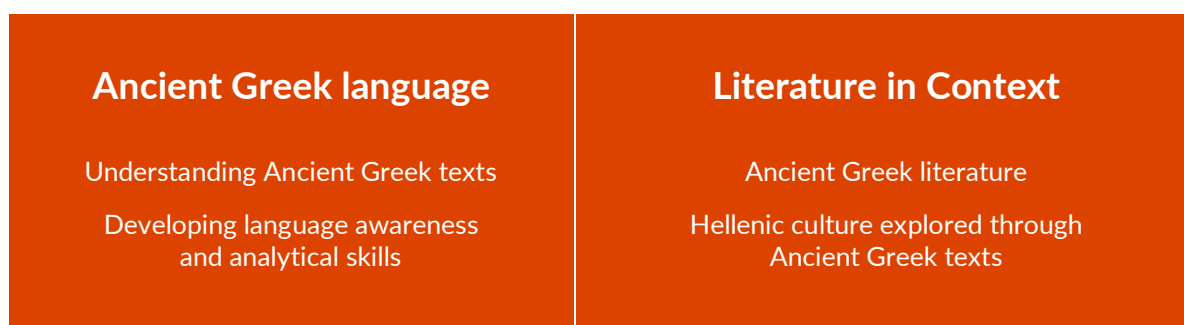 Ancient Greek language
Understanding Ancient Greek texts
Developing language awareness
and analytical skills
Literature in Context
Ancient Greek literature
Hellenic culture explored through
Ancient Greek texts